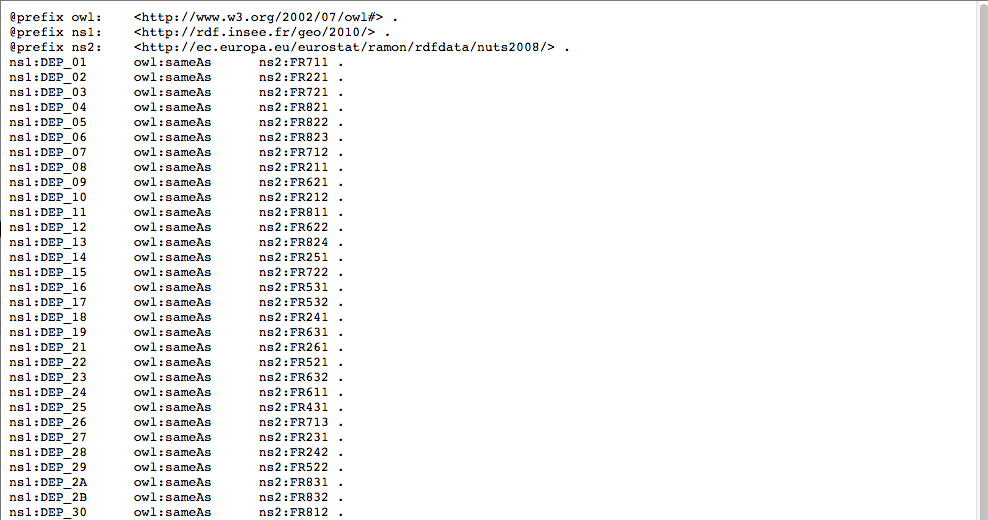 @prefix owl: <http://www.w3.org/2002/07/owl#> .
@prefix ns1: <http://rdf.insee.fr/geo/2010/> .
@prefix ns2: <http://ec.europa.eu/eurostat/ramon/rdfdata/nuts2008/> .
ns1:DEP_01 owl:sameAs ns2:FR711 .
ns1:DEP_02 owl:sameAs ns2:FR221 .
ns1:DEP_03 owl:sameAs ns2:FR721 .
ns1:DEP_04 owl:sameAs ns2:FR821 .
ns1:DEP_05 owl:sameAs ns2:FR822 .
ns1:DEP_06 owl:sameAs ns2:FR823 .
ns1:DEP_07 owl:sameAs ns2:FR712 .
ns1:DEP_08 owl:sameAs ns2:FR211 .
ns1:DEP_09 owl:sameAs ns2:FR621 .
ns1:DEP_10 owl:sameAs ns2:FR212 .
ns1:DEP_11 owl:sameAs ns2:FR811 .
ns1:DEP_12 owl:sameAs ns2:FR622 .
ns1:DEP_13 owl:sameAs ns2:FR824 .
ns1:DEP_14 owl:sameAs ns2:FR251 .
ns1:DEP_15 owl:sameAs ns2:FR722 .
ns1:DEP_16 owl:sameAs ns2:FR531 .
ns1:DEP_17 owl:sameAs ns2:FR532 .
ns1:DEP_18 owl:sameAs ns2:FR241 .
ns1:DEP_19 owl:sameAs ns2:FR631 .
ns1:DEP_21 owl:sameAs ns2:FR261 .
ns1:DEP_22 owl:sameAs ns2:FR521 .
ns1:DEP_23 owl:sameAs ns2:FR632 .
ns1:DEP_24 owl:sameAs ns2:FR611 .
ns1:DEP_25 owl:sameAs ns2:FR431 .
ns1:DEP_26 owl:sameAs ns2:FR713 .
ns1:DEP_27 owl:sameAs ns2:FR231 .
ns1:DEP_28 owl:sameAs ns2:FR242 .
ns1:DEP_29 owl:sameAs ns2:FR522 .
ns1:DEP_2A owl:sameAs ns2:FR831 .
ns1:DEP_2B owl:sameAs ns2:FR832 .
ns1:DEP_30 owl:sameAs ns2:FR812 .